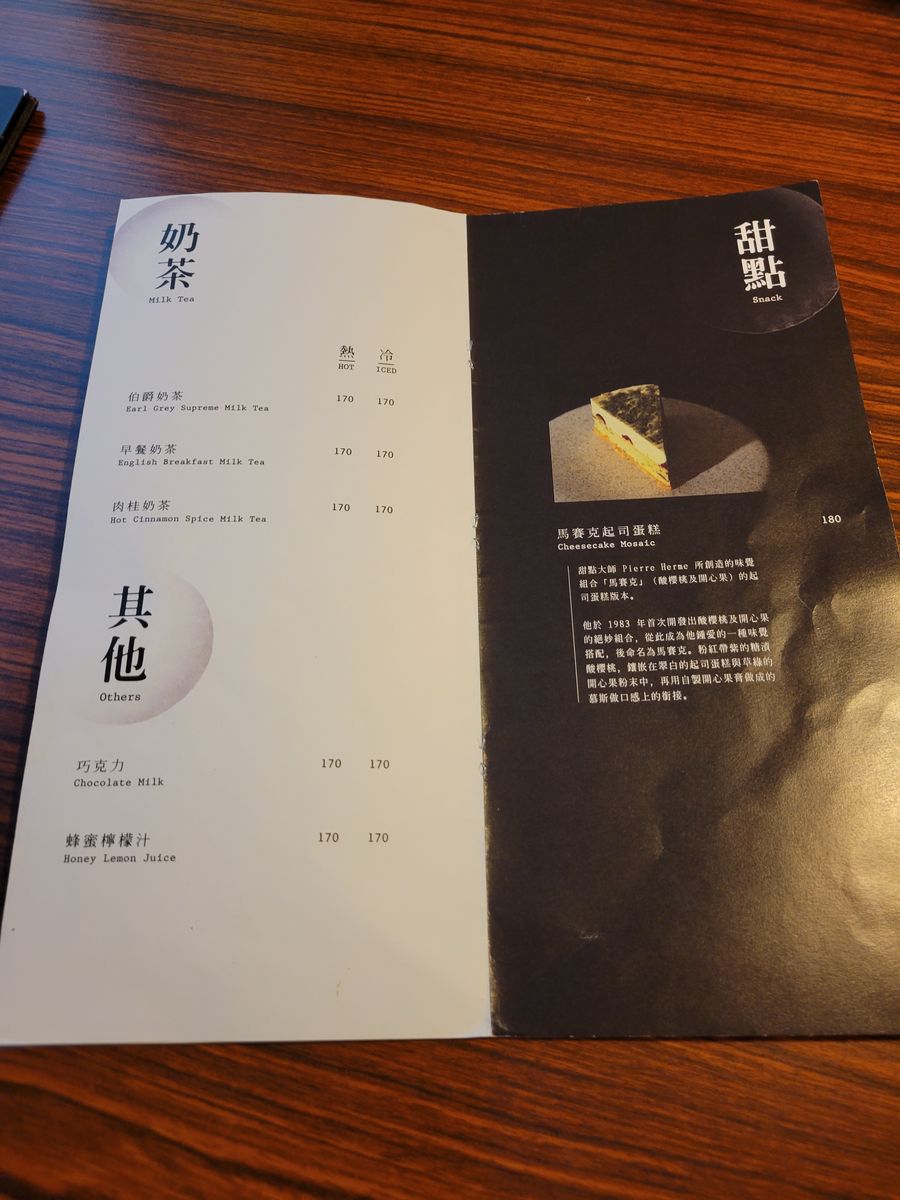 奶茶
Milk Tea
熱 冷
HOT ICED
伯爵奶茶 170 170
Earl Grey Supreme Milk Tea
早餐奶茶 170 170
English Breakfast Milk Tea
肉桂奶茶 170 170
Hot Cinnamon Spice Milk Tea
其他
Others
巧克力 170 170
Chocolate Milk
蜂蜜檸檬汁 170 170
Honey Lemon Juice
甜點
Snack
馬賽克起司蛋糕 180
Cheesecake Mosaic
甜點大師 Pierre Herme 所創造的味覺
組合「馬賽克」（酸櫻桃及開心果）的起
司蛋糕版本。
他於 1983 年首次開發出酸櫻桃及開心果
的絕妙組合，從此成為他鍾愛的一種味覺
搭配，後命名為馬賽克。粉紅帶紫的糖漬
酸櫻桃，鑲嵌在翠白的起司蛋糕與草綠的
開心果粉末中，再用自製開心果膏做成的
慕斯做口感上的銜接。